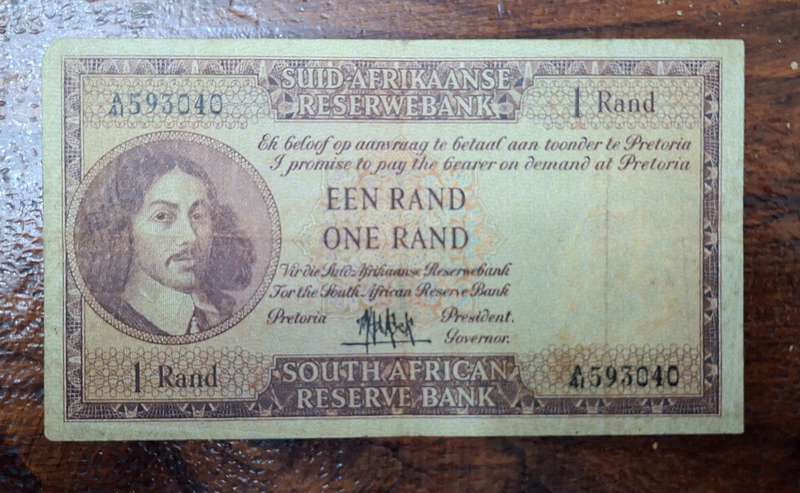 SUID-AFRIKAANSE
RESERWEBANK
A/41 593040
1 Rand
Ek beloof op aanvraag te betaal aan toonder te Pretoria
I promise to pay the bearer on demand at Pretoria
EEN RAND
ONE RAND
Vir die Suid-Afrikaanse Reserwebank
For the South African Reserve Bank
Pretoria
President.
Governor.
1 Rand
SOUTH AFRICAN
RESERVE BANK
A/41 593040